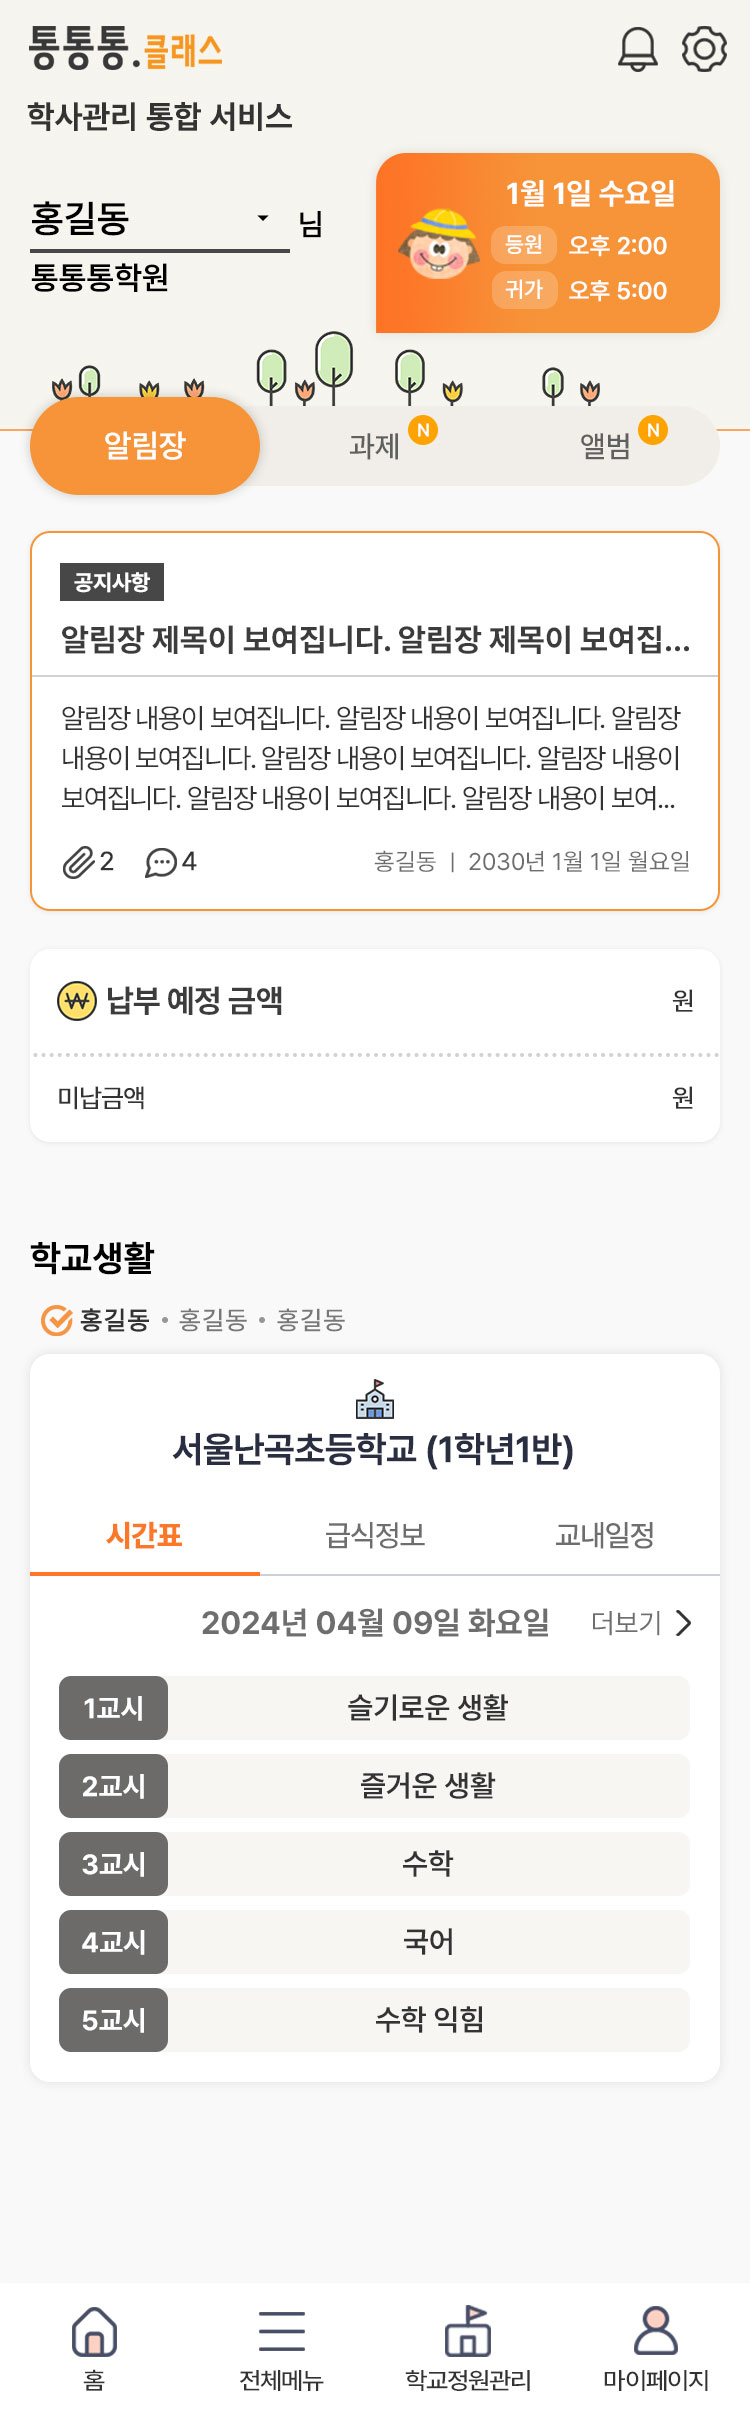 통통통.클래스
학사관리 통합 서비스
홍길동 님
통통통학원
1월 1일 수요일
등원 오후 2:00
귀가 오후 5:00
알림장 과제 N 앨범 N
공지사항
알림장 제목이 보여집니다. 알림장 제목이 보여집...
알림장 내용이 보여집니다. 알림장 내용이 보여집니다. 알림장
내용이 보여집니다. 알림장 내용이 보여집니다. 알림장 내용이
보여집니다. 알림장 내용이 보여집니다. 알림장 내용이 보여...
2 4 홍길동 | 2030년 1월 1일 월요일
₩ 납부 예정 금액 원
미납금액 원
학교생활
홍길동 • 홍길동 • 홍길동
서울난곡초등학교 (1학년1반)
시간표 급식정보 교내일정
2024년 04월 09일 화요일 더보기
1교시 슬기로운 생활
2교시 즐거운 생활
3교시 수학
4교시 국어
5교시 수학 익힘
홈 전체메뉴 학교정원관리 마이페이지